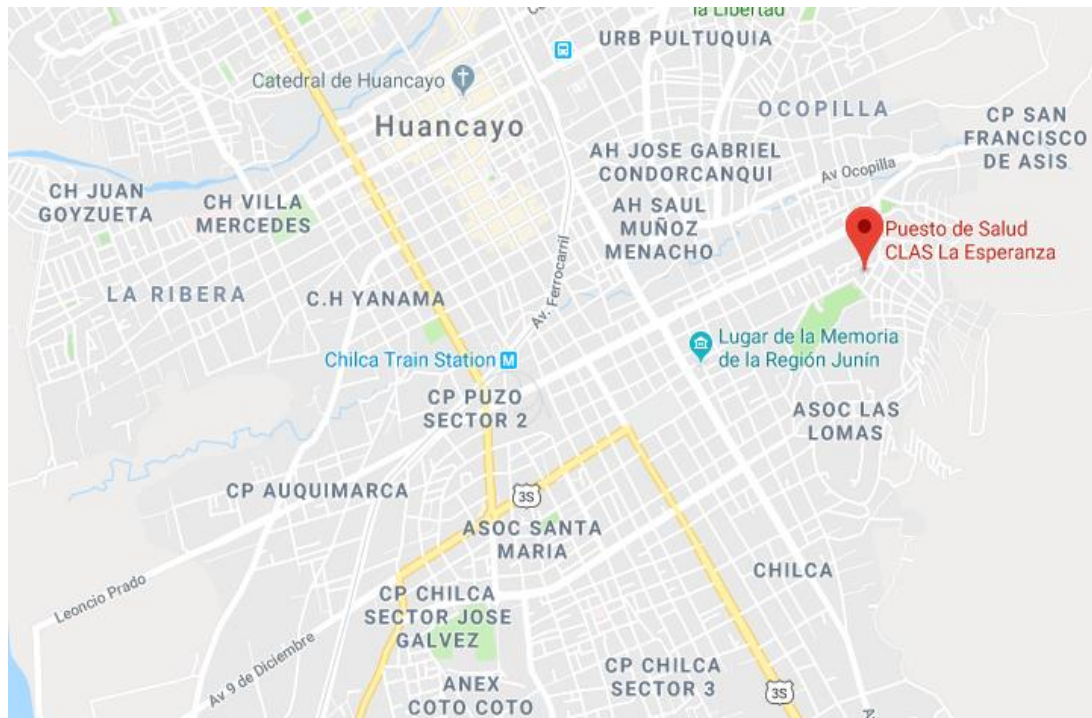 la Libertad
URB PULTUQUIA
Catedral de Huancayo
Huancayo
OCOPILLA
CP SAN
FRANCISCO
DE ASIS
AH JOSE GABRIEL
CONDORCANQUI
Av Ocopilla
CH JUAN
GOYZUETA
CH VILLA
MERCEDES
AH SAUL
MUÑOZ
MENACHO
Puesto de Salud
CLAS La Esperanza
LA RIBERA
C.H YANAMA
Av. Ferrocarril
Lugar de la Memoria
de la Región Junín
Chilca Train Station M
CP PUZO
SECTOR 2
ASOC LAS
LOMAS
CP AUQUIMARCA
3S
ASOC SANTA
MARIA
CHILCA
Leoncio Prado
CP CHILCA
SECTOR JOSE
GALVEZ
Av 9 de Diciembre
CP CHILCA
SECTOR 3
3S
ANEX
COTO COTO